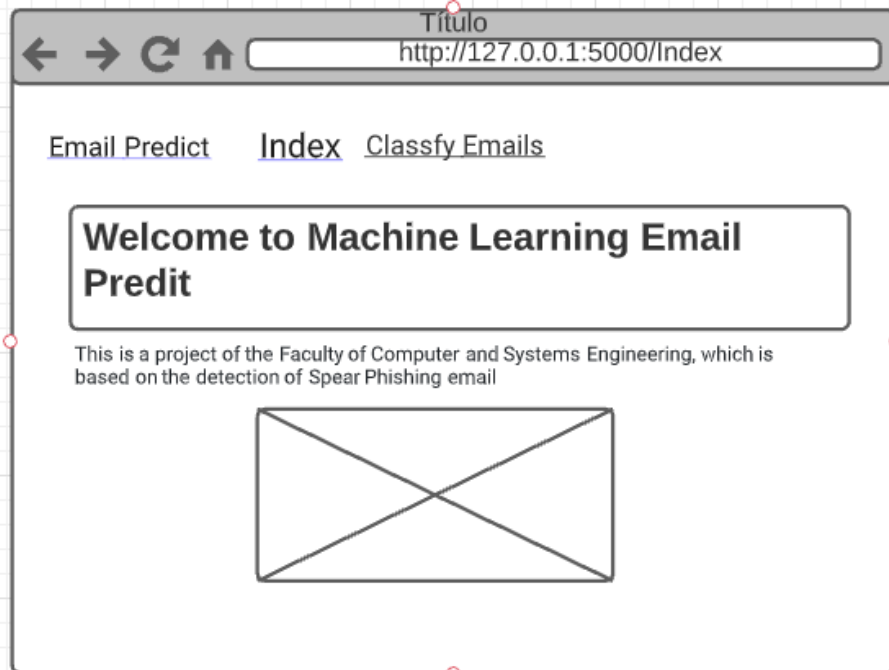 Título
http://127.0.0.1:5000/Index
Email Predict Index Classfy Emails
Welcome to Machine Learning Email
Predit
This is a project of the Faculty of Computer and Systems Engineering, which is
based on the detection of Spear Phishing email